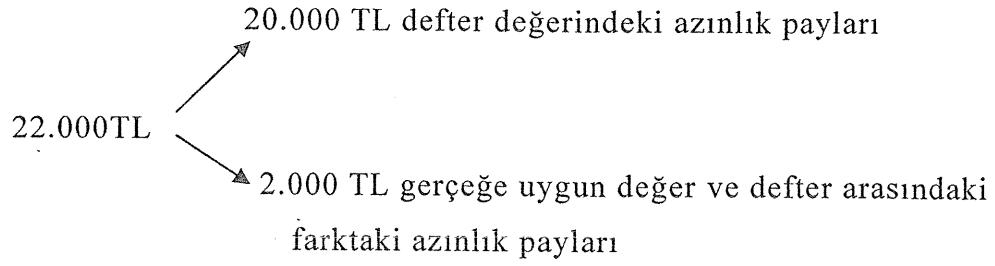 20.000 TL defter değerindeki azınlık payları
22.000TL
2.000 TL gerçeğe uygun değer ve defter arasındaki
farktaki azınlık payları